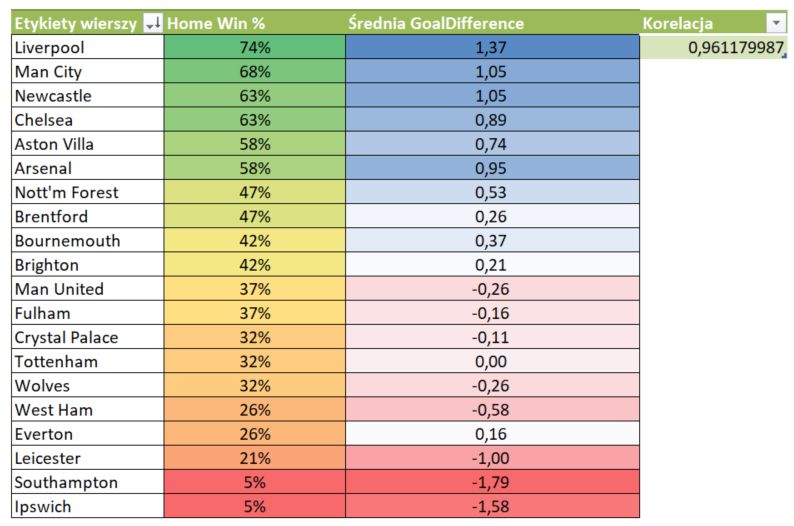 Etykiety wierszy Home Win % Średnia GoalDifference Korelacja
Liverpool 74% 1,37 0,961179987
Man City 68% 1,05
Newcastle 63% 1,05
Chelsea 63% 0,89
Aston Villa 58% 0,74
Arsenal 58% 0,95
Nott'm Forest 47% 0,53
Brentford 47% 0,26
Bournemouth 42% 0,37
Brighton 42% 0,21
Man United 37% -0,26
Fulham 37% -0,16
Crystal Palace 32% -0,11
Tottenham 32% 0,00
Wolves 32% -0,26
West Ham 26% -0,58
Everton 26% 0,16
Leicester 21% -1,00
Southampton 5% -1,79
Ipswich 5% -1,58